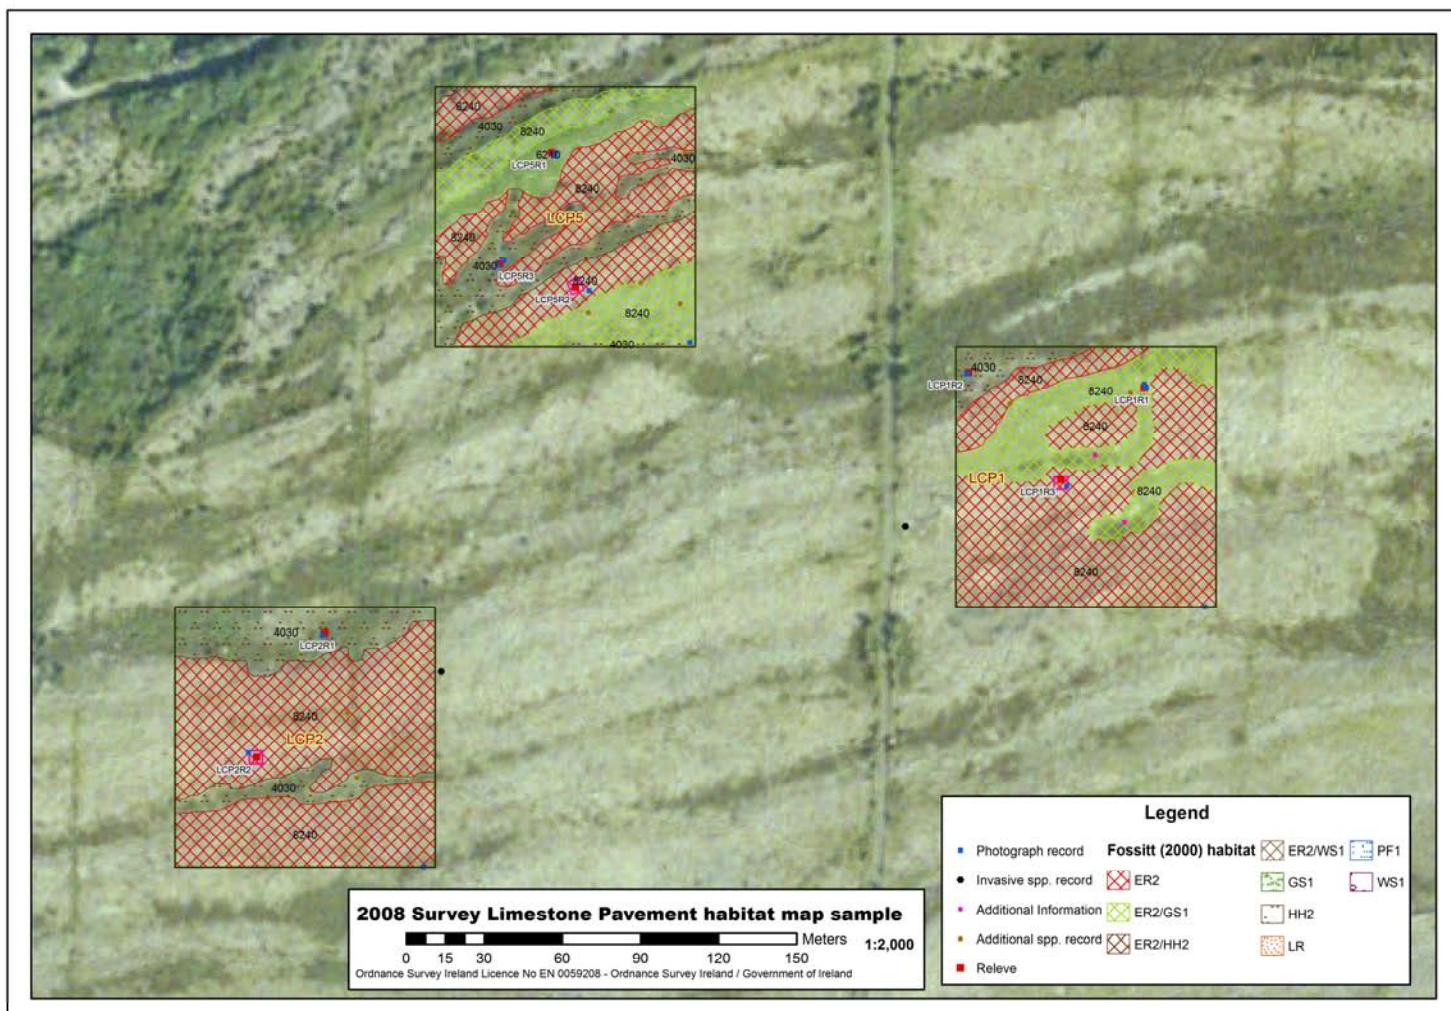 8240
4030
8240
6210
LCP5R1
4030
8240
LCP5
8240
4030
LCP5R3
8240
LCP5R2
8240
4030
4030
LCP1R2
8240
8240
LCP1R1
8240
LCP1
LCP1R3
8240
8240
4030
LCP2R1
8240
LCP2
LCP2R2
4030
8240
Legend
Photograph record
Invasive spp. record
Additional Information
Additional spp. record
Releve
Fossitt (2000) habitat
ER2
ER2/GS1
ER2/HH2
ER2/WS1
GS1
HH2
LR
PF1
WS1
2008 Survey Limestone Pavement habitat map sample
Meters 1:2,000
0 15 30 60 90 120 150
Ordnance Survey Ireland Licence No EN 0059208 - Ordnance Survey Ireland / Government of Ireland